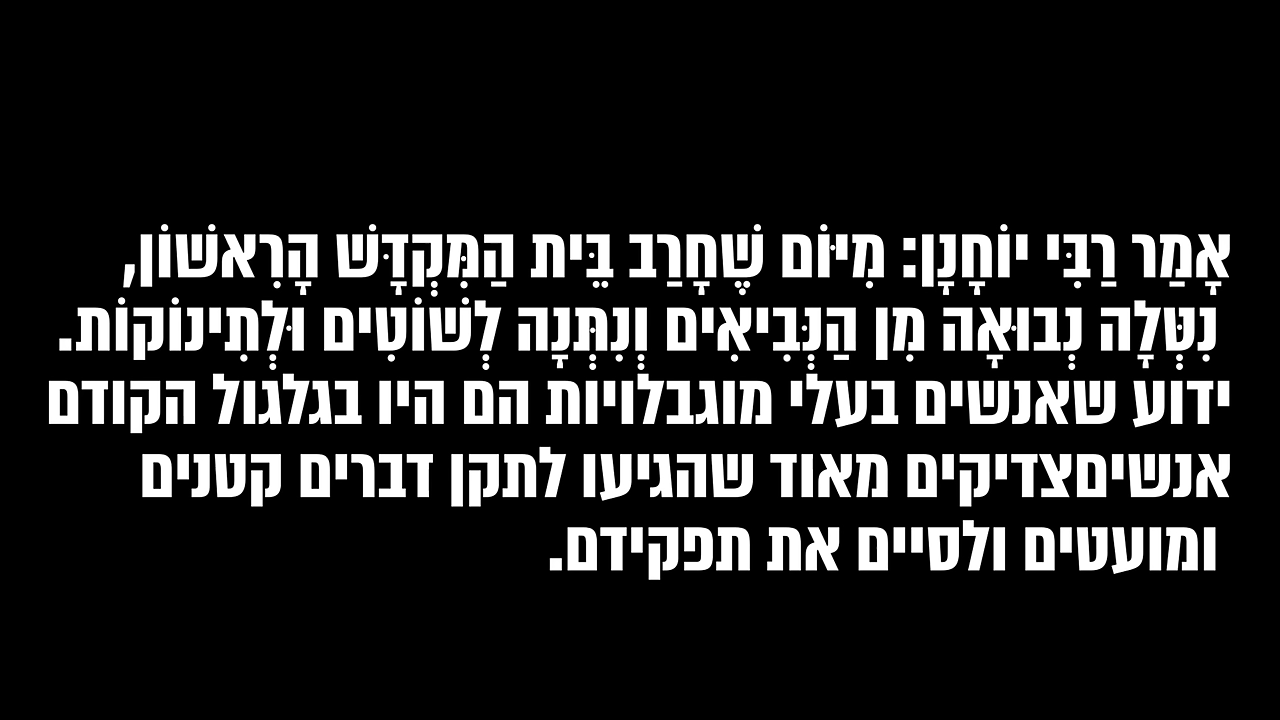 אָמַר רַבִּי יוֹחָנָן: מִיּוֹם שֶׁחָרַב בֵּית הַמִּקְדָּשׁ הָרִאשׁוֹן,
נִטְּלָה נְבוּאָה מִן הַנְּבִיאִים וְנִתְּנָה לְשׁוֹטִים וּלְתִינוֹקוֹת.
ידוע שאנשים בעלי מוגבלויות הם היו בגלגול הקודם
אנשיםצדיקים מאוד שהגיעו לתקן דברים קטנים
ומועטים ולסיים את תפקידם.